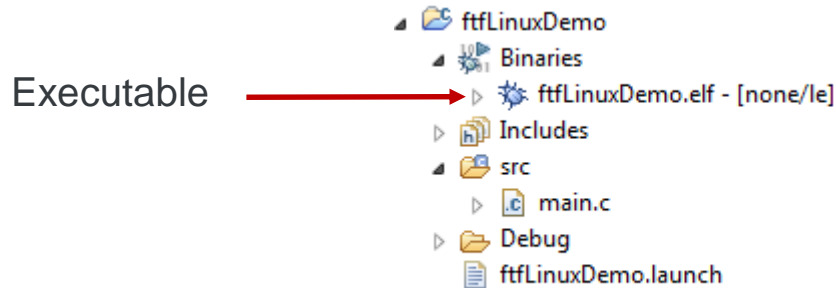 ftfLinuxDemo
Binaries
Executable
ftfLinuxDemo.elf - [none/le]
Includes
src
main.c
Debug
ftfLinuxDemo.launch